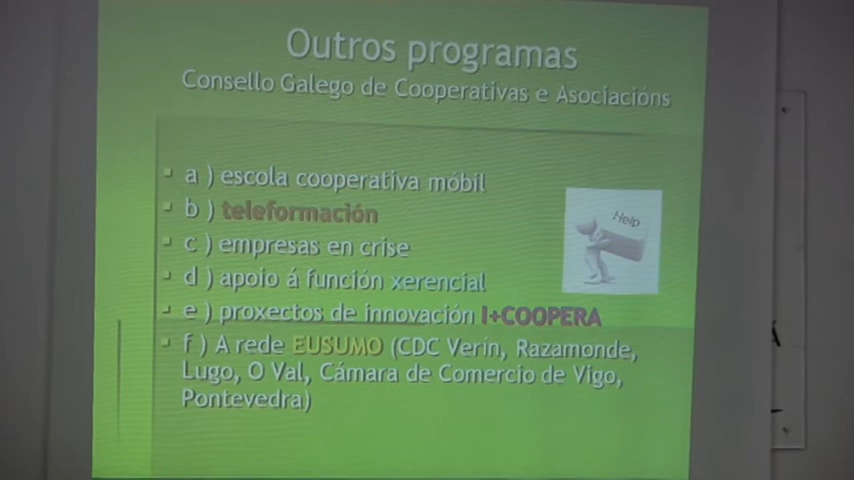 Outros programas
Consello Galego de Cooperativas e Asociacións
a ) escola cooperativa móbil
b ) teleformación
Help
c ) empresas en crise
d ) apoio á función xerencial
e ) proxectos de innovación I+COOPERA
f ) A rede EUSUMO (CDC Verín, Razamonde,
Lugo, O Val, Cámara de Comercio de Vigo,
Pontevedra)